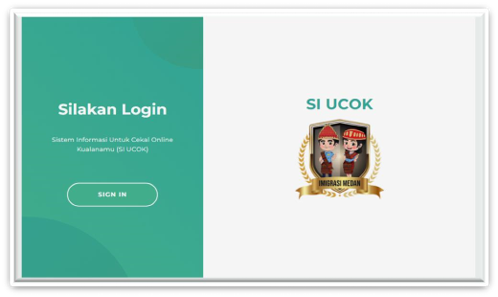 Silakan Login
Sistem Informasi Untuk Cekal Online
Kualanamu (SI UCOK)
SIGN IN
SI UCOK
IMIGRASI MEDAN